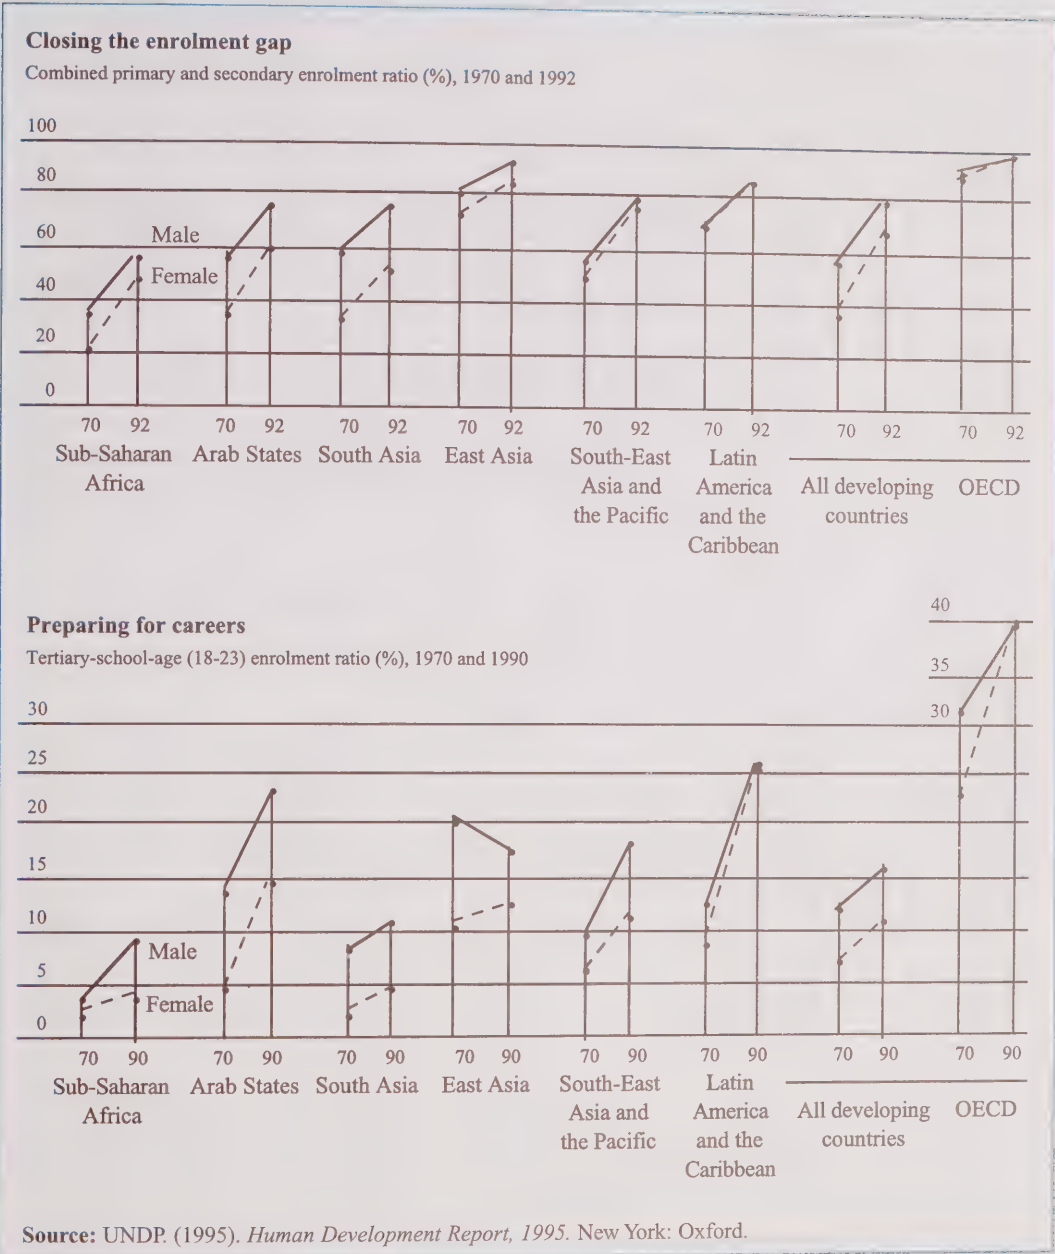 Closing the enrolment gap
Combined primary and secondary enrolment ratio (%), 1970 and 1992
100
80
60
40
20
0
Male
Female
70 92 70 92 70 92 70 92 70 92 70 92 70 92 70 92
Sub-Saharan Arab States South Asia East Asia South-East Latin
Africa Asia and America All developing OECD
the Pacific and the countries
Caribbean
Preparing for careers
Tertiary-school-age (18-23) enrolment ratio (%), 1970 and 1990
40
35
30
30
25
20
15
10
5
0
Male
Female
70 90 70 90 70 90 70 90 70 90 70 90 70 90 70 90
Sub-Saharan Arab States South Asia East Asia South-East Latin
Africa Asia and America All developing OECD
the Pacific and the countries
Caribbean
Source: UNDP. (1995). Human Development Report, 1995. New York: Oxford.